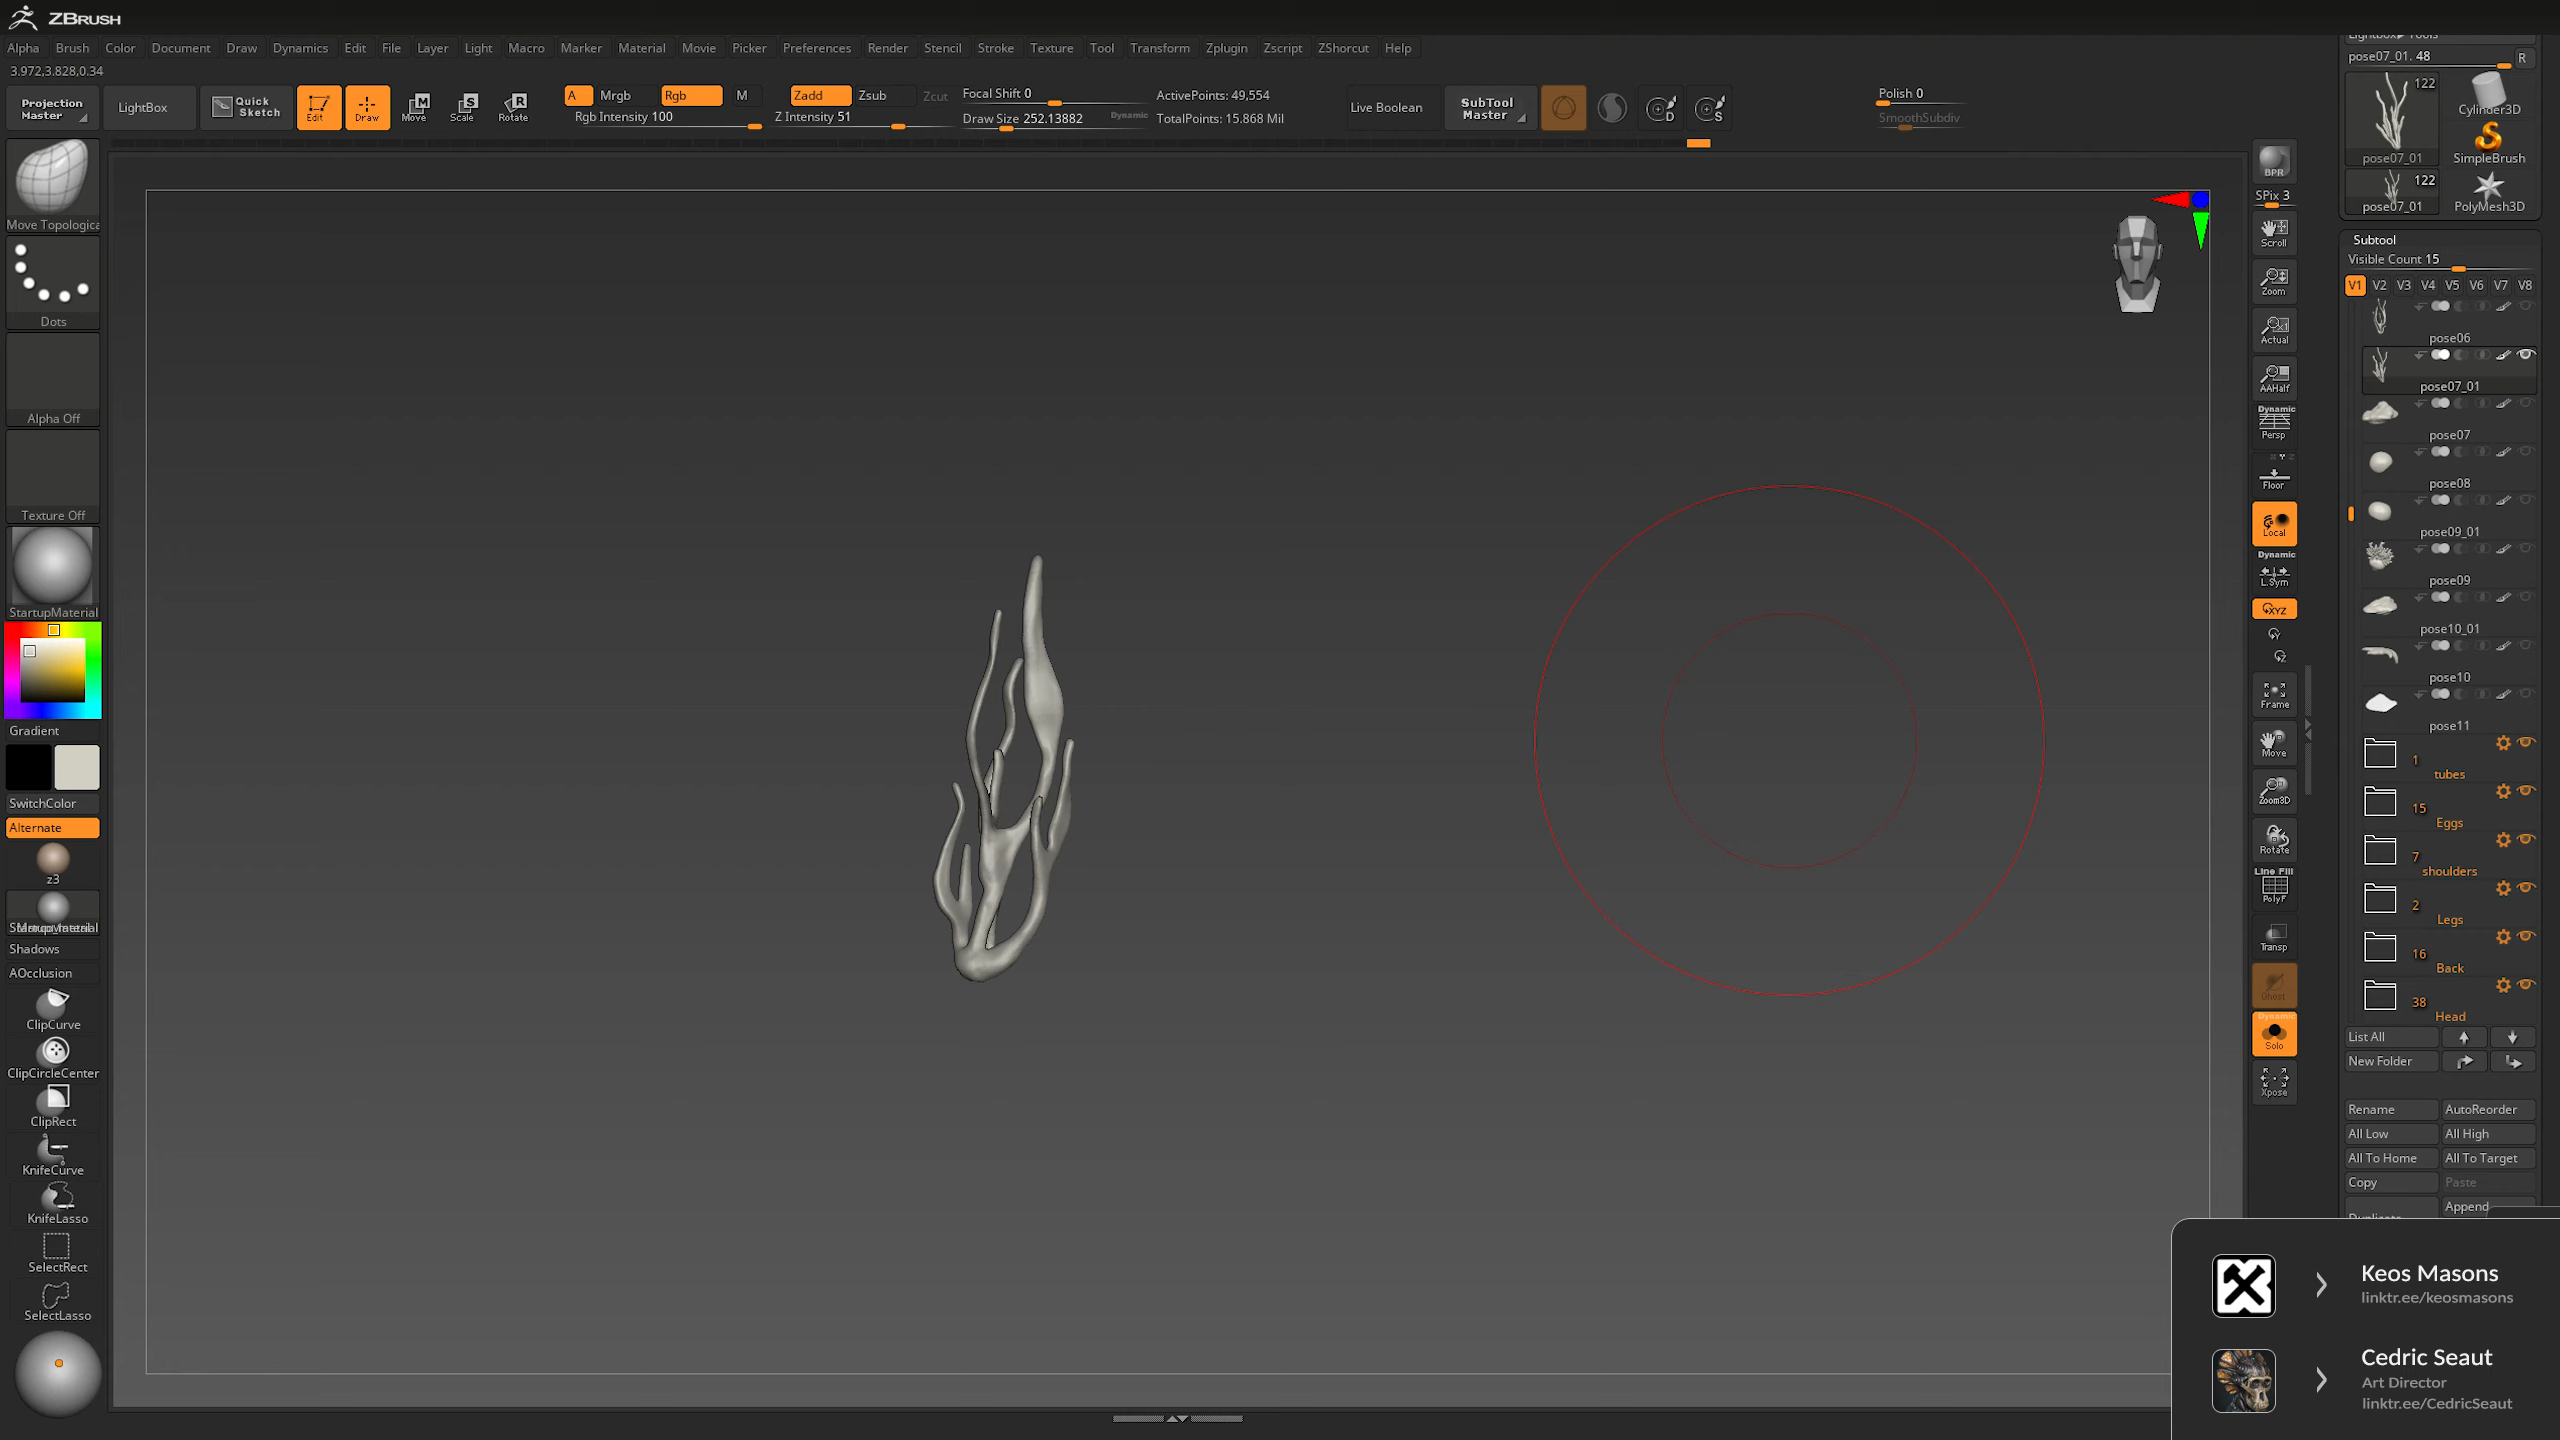 ZBRUSH
Alpha Brush Color Document Draw Dynamics Edit File Layer Light Macro Marker Material Movie Picker Preferences Render Stencil Stroke Texture Tool Transform Zplugin Zscript ZShorcut Help
3.972,3.828,0.34
Projection Master
LightBox
Quick Sketch
Edit
Draw
Move
Scale
Rotate
A Mrgb Rgb M
Rgb Intensity 100
Zadd Zsub Zcut
Z Intensity 51
Focal Shift 0
Draw Size 252.13882 Dynamic
ActivePoints: 49,554
TotalPoints: 15.868 Mil
Live Boolean
SubTool Master
Polish 0
SmoothSubdiv
Move Topologica
Dots
Alpha Off
Texture Off
StartupMaterial
Gradient
SwitchColor
Alternate
z3
Shadows
AOcclusion
ClipCurve
ClipCircleCenter
ClipRect
KnifeCurve
KnifeLasso
SelectRect
SelectLasso
BPR
SPix 3
Scroll
Zoom
Actual
AAHalf
Dynamic
Persp
Floor
Local
Dynamic
L.Sym
XYZ
Frame
Move
Zoom3D
Rotate
Line Fill
PolyF
Transp
Ghost
Dynamic
Solo
Xpose
pose07_01. 48 R
122
pose07_01
Cylinder3D
SimpleBrush
122
pose07_01
PolyMesh3D
Subtool
Visible Count 15
V1 V2 V3 V4 V5 V6 V7 V8
pose06
pose07_01
pose07
pose08
pose09_01
pose09
pose10_01
pose10
pose11
1
tubes
15
Eggs
7
shoulders
2
Legs
16
Back
38
Head
List All
New Folder
Rename AutoReorder
All Low All High
All To Home All To Target
Copy Paste
Append
Keos Masons
linktr.ee/keosmasons
Cedric Seaut
Art Director
linktr.ee/CedricSeaut